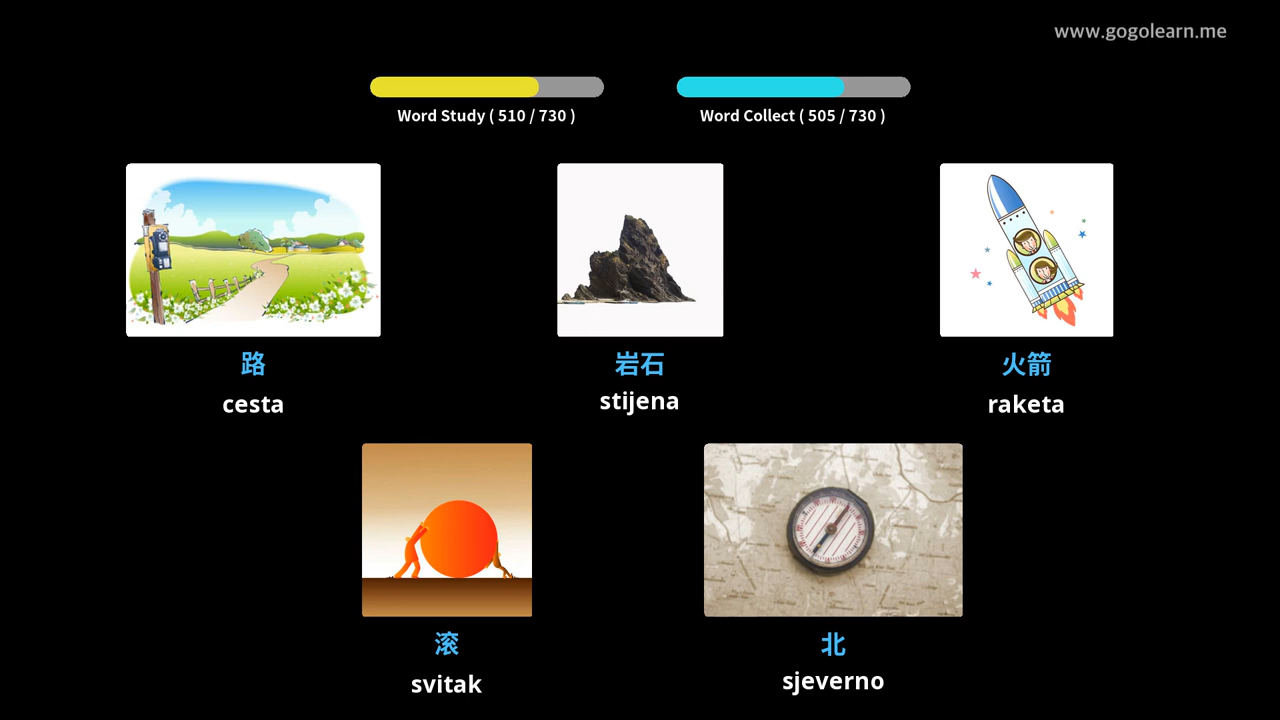 www.gogolearn.me
Word Study ( 510 / 730 )
Word Collect ( 505 / 730 )
路
岩石
火箭
cesta
stijena
raketa
滚
北
svitak
sjeverno